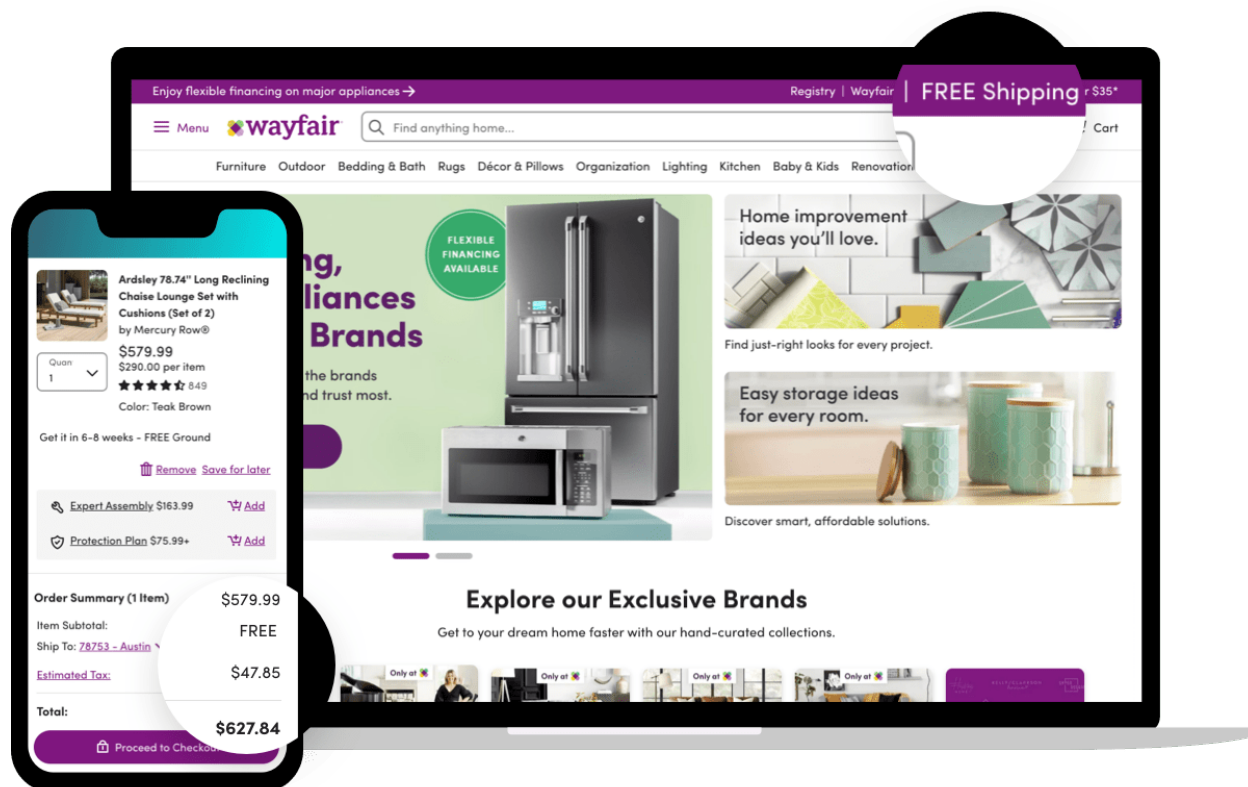 Enjoy flexible financing on major appliances →
Registry | Wayfair | FREE Shipping r $35*
Menu
wayfair
Find anything home...
Cart
Furniture Outdoor Bedding & Bath Rugs Décor & Pillows Organization Lighting Kitchen Baby & Kids Renovation
ng,
liances
Brands
the brands
nd trust most.
FLEXIBLE
FINANCING
AVAILABLE
Home improvement
ideas you'll love.
Find just-right looks for every project.
Easy storage ideas
for every room.
Discover smart, affordable solutions.
Explore our Exclusive Brands
Get to your dream home faster with our hand-curated collections.
Only at
Only at
Only at
Only at
Ardsley 78.74" Long Reclining
Chaise Lounge Set with
Cushions (Set of 2)
by Mercury Row®
$579.99
$290.00 per item
849
Color: Teak Brown
Quan
1
Get it in 6-8 weeks - FREE Ground
Remove Save for later
Expert Assembly $163.99 Add
Protection Plan $75.99+ Add
Order Summary (1 Item) $579.99
Item Subtotal: FREE
Ship To: 78753 - Austin
Estimated Tax: $47.85
Total: $627.84
Proceed to Checkou